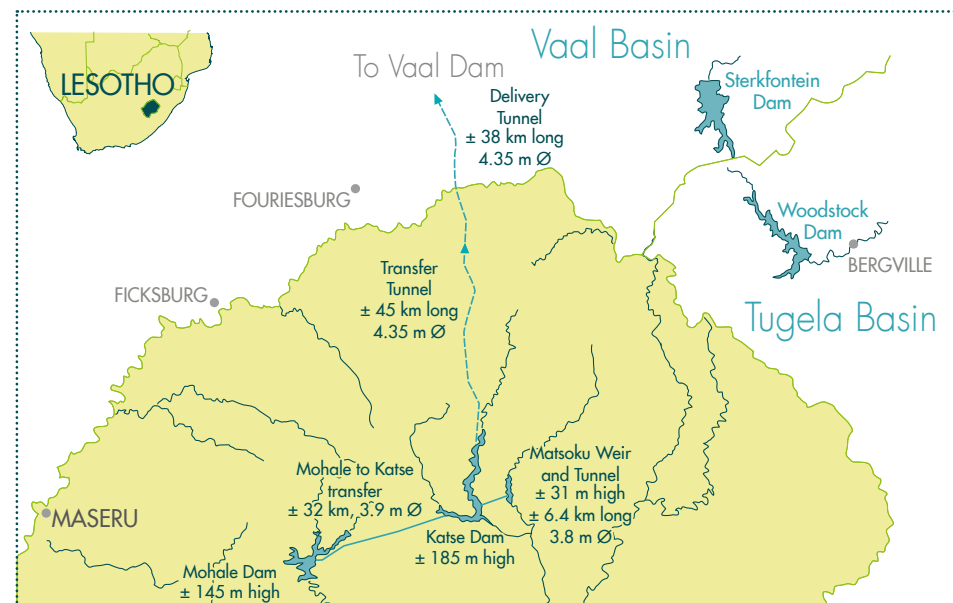 LESOTHO
To Vaal Dam
Vaal Basin
Sterkfontein
Dam
Delivery
Tunnel
± 38 km long
4.35 m Ø
FOURIESBURG
Woodstock
Dam
BERGVILLE
Transfer
Tunnel
± 45 km long
4.35 m Ø
FICKSBURG
Tugela Basin
Mohale to Katse
transfer
± 32 km, 3.9 m Ø
Matsoku Weir
and Tunnel
± 31 m high
± 6.4 km long
3.8 m Ø
MASERU
Katse Dam
± 185 m high
Mohale Dam
± 145 m high